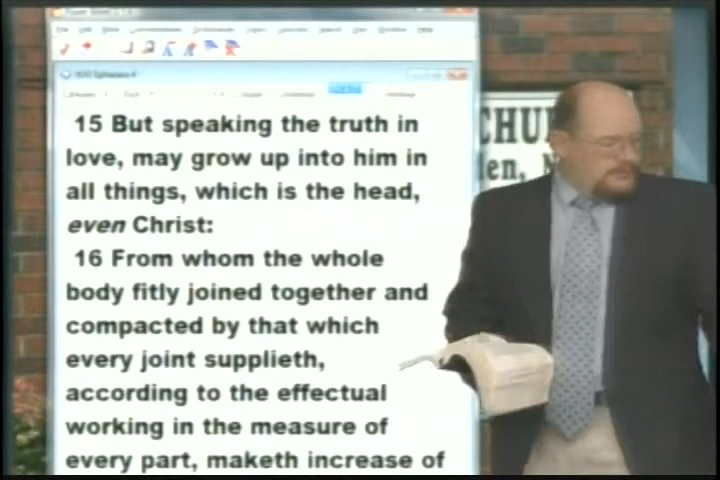 15 But speaking the truth in
love, may grow up into him in
all things, which is the head,
even Christ:
16 From whom the whole
body fitly joined together and
compacted by that which
every joint supplieth,
according to the effectual
working in the measure of
every part, maketh increase of